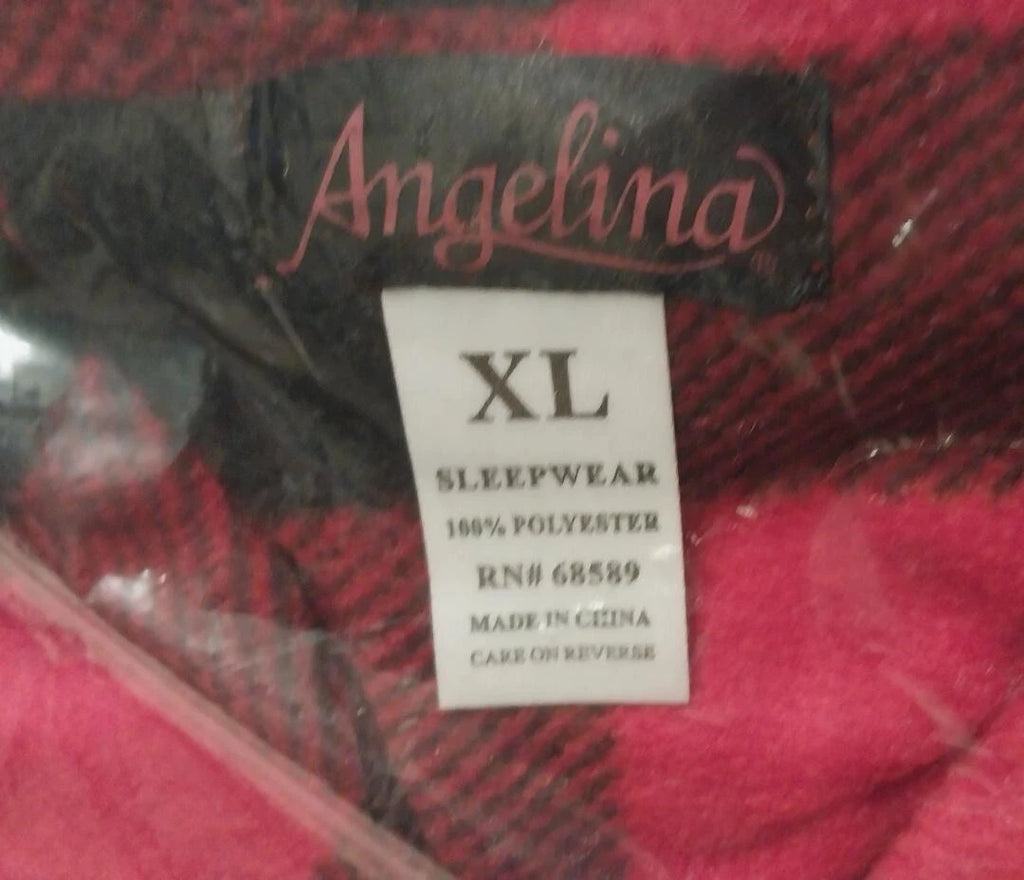 Angelina®
XL
SLEEPWEAR
100% POLYESTER
RN# 68589
MADE IN CHINA
CARE ON REVERSE